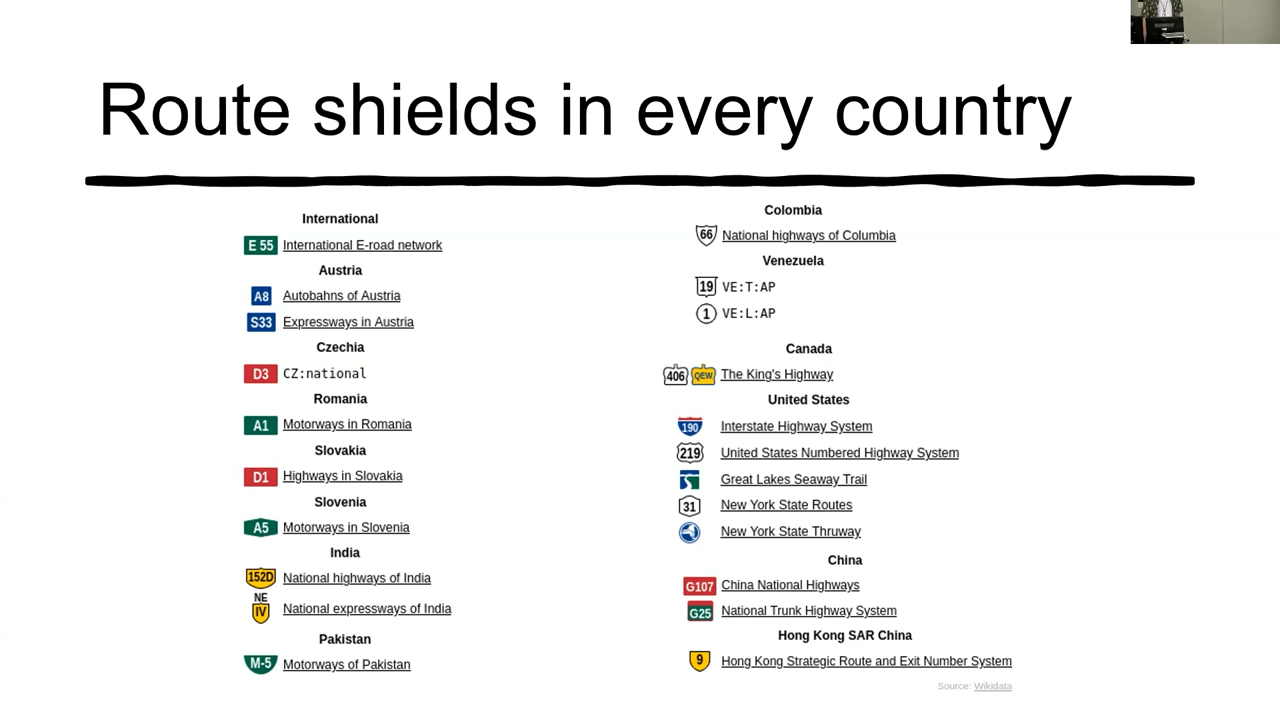 Route shields in every country
International
E 55 International E-road network
Austria
A8 Autobahns of Austria
S33 Expressways in Austria
Czechia
D3 CZ:national
Romania
A1 Motorways in Romania
Slovakia
D1 Highways in Slovakia
Slovenia
A5 Motorways in Slovenia
India
152D National highways of India
NE
IV National expressways of India
Pakistan
M-5 Motorways of Pakistan
Colombia
66 National highways of Columbia
Venezuela
19 VE:T:AP
1 VE:L:AP
Canada
406 QEW The King's Highway
United States
190 Interstate Highway System
219 United States Numbered Highway System
Great Lakes Seaway Trail
31 New York State Routes
New York State Thruway
China
G107 China National Highways
G25 National Trunk Highway System
Hong Kong SAR China
9 Hong Kong Strategic Route and Exit Number System
Source: Wikidata